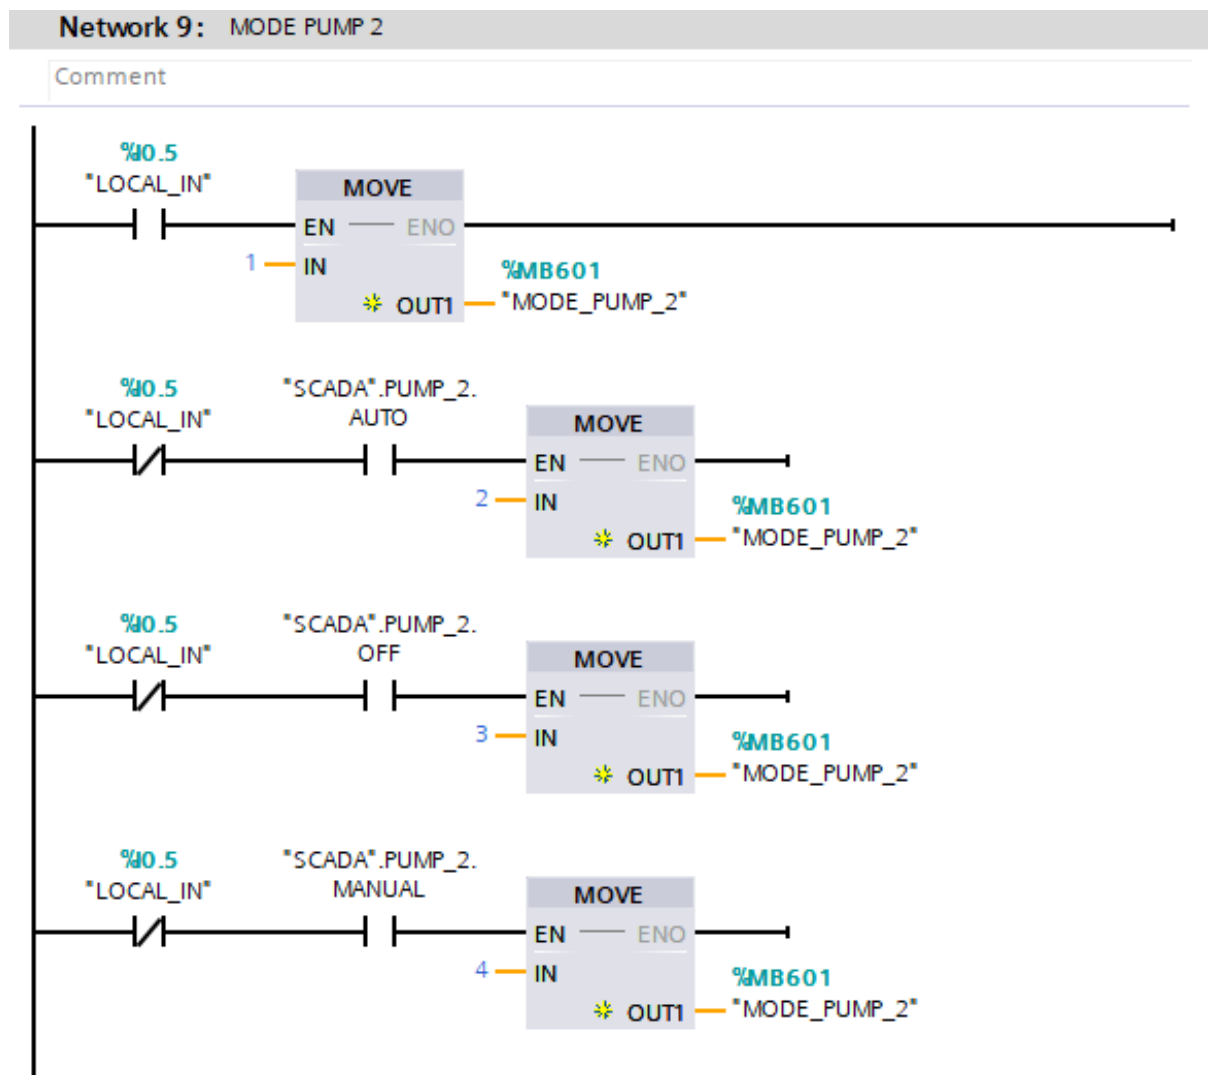 Network 9: MODE PUMP 2
Comment
%I0.5
"LOCAL_IN"
MOVE
EN ENO
1 IN
%MB601
OUT1 "MODE_PUMP_2"
%I0.5 "SCADA".PUMP_2.
"LOCAL_IN" AUTO
MOVE
EN ENO
2 IN
%MB601
OUT1 "MODE_PUMP_2"
%I0.5 "SCADA".PUMP_2.
"LOCAL_IN" OFF
MOVE
EN ENO
3 IN
%MB601
OUT1 "MODE_PUMP_2"
%I0.5 "SCADA".PUMP_2.
"LOCAL_IN" MANUAL
MOVE
EN ENO
4 IN
%MB601
OUT1 "MODE_PUMP_2"